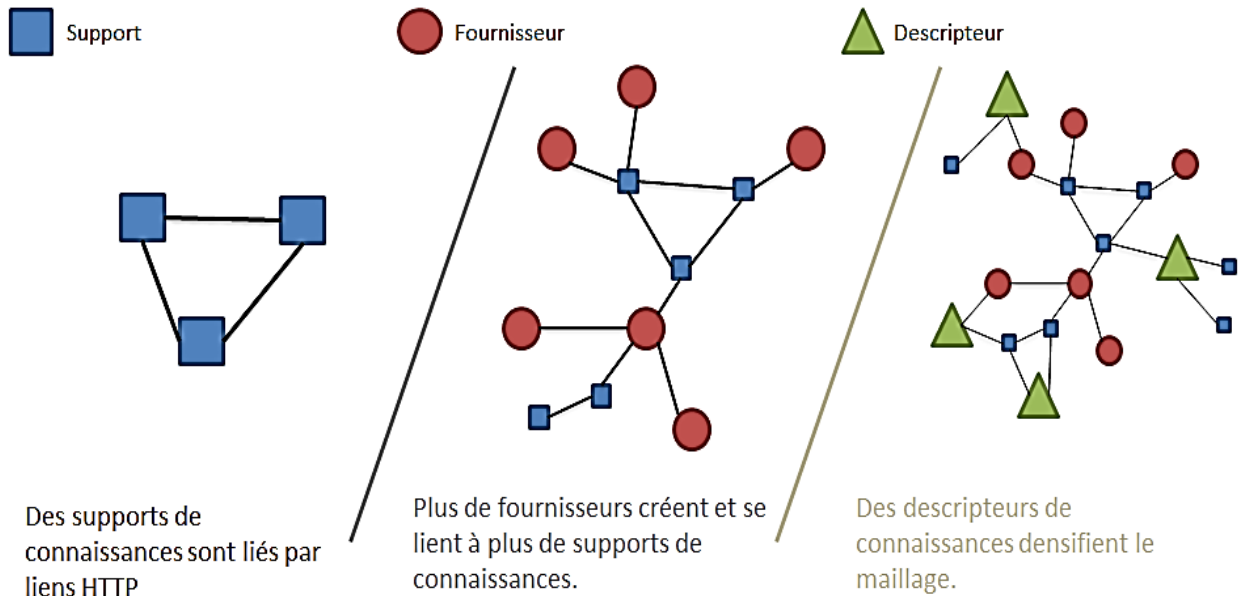 Support
Fournisseur
Descripteur
Des supports de
connaissances sont liés par
liens HTTP
Plus de fournisseurs créent et se
lient à plus de supports de
connaissances.
Des descripteurs de
connaissances densifient le
maillage.